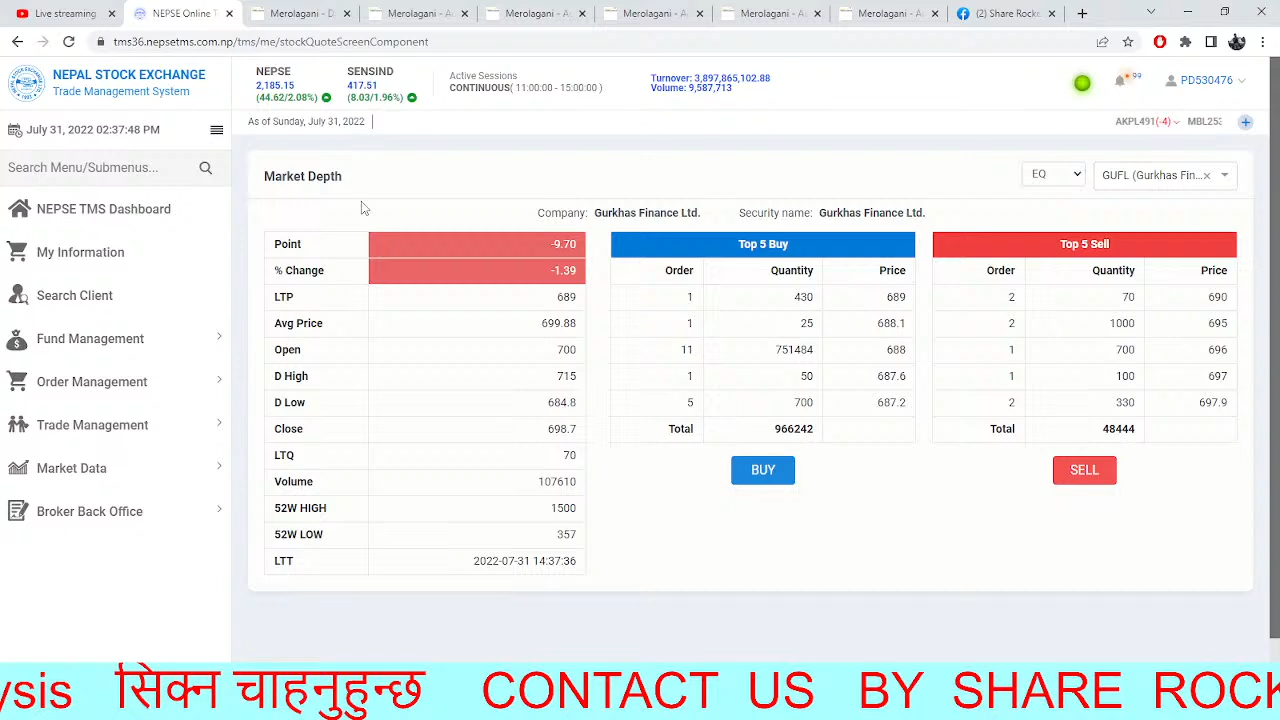 Live streaming
NEPSE Online T
Merolagani - D
Merolagani - A
Merolagani - A
Merolagani - A
Merolagani - A
Merolagani - A
(2) Share Rocke
tms36.nepsetms.com.np/tms/me/stockQuoteScreenComponent
NEPAL STOCK EXCHANGE
Trade Management System
NEPSE
2,185.15
(44.62/2.08%)
SENSIND
417.51
(8.03/1.96%)
Active Sessions
CONTINUOUS( 11:00:00 - 15:00:00 )
Turnover: 3,897,865,102.88
Volume: 9,587,713
99
PD530476
July 31, 2022 02:37:48 PM
As of Sunday, July 31, 2022
AKPL491(-4) MBL253
Search Menu/Submenus...
NEPSE TMS Dashboard
My Information
Search Client
Fund Management
Order Management
Trade Management
Market Data
Broker Back Office
Market Depth
EQ
GUFL (Gurkhas Fin...
Company: Gurkhas Finance Ltd. Security name: Gurkhas Finance Ltd.
Point -9.70
% Change -1.39
LTP 689
Avg Price 699.88
Open 700
D High 715
D Low 684.8
Close 698.7
LTQ 70
Volume 107610
52W HIGH 1500
52W LOW 357
LTT 2022-07-31 14:37:36
Top 5 Buy
Order Quantity Price
1 430 689
1 25 688.1
11 751484 688
1 50 687.6
5 700 687.2
Total 966242
BUY
Top 5 Sell
Order Quantity Price
2 70 690
2 1000 695
1 700 696
1 100 697
2 330 697.9
Total 48444
SELL
ysis सिक्न चाहनुहुन्छ CONTACT US BY SHARE ROCK